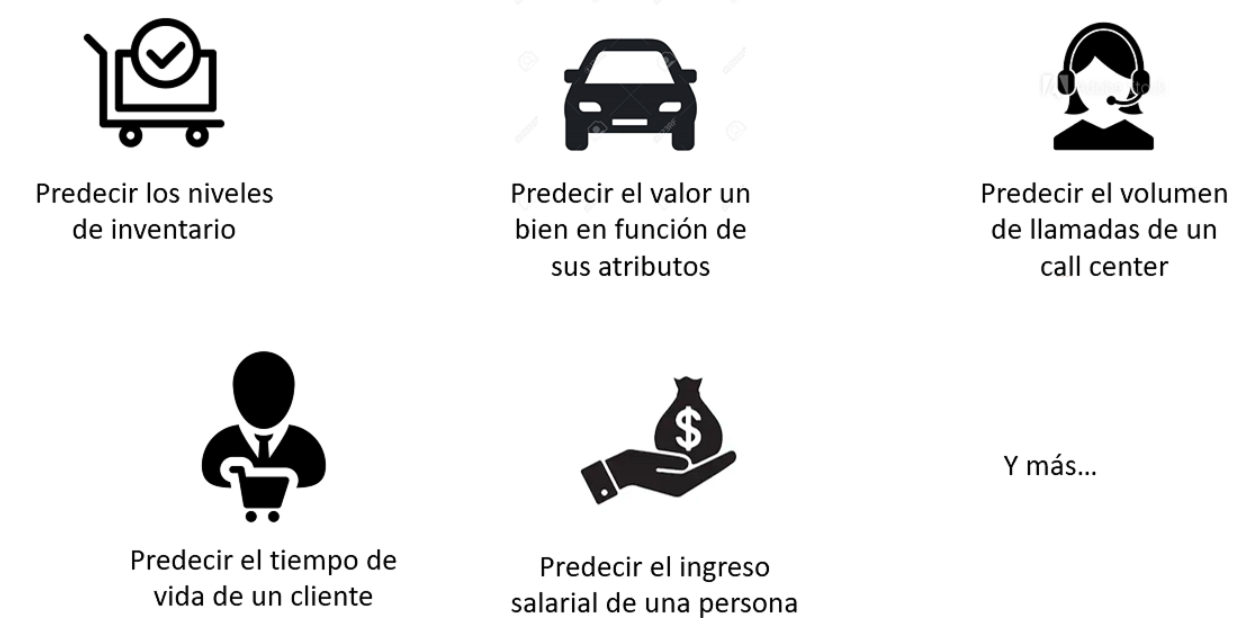 Predecir los niveles
de inventario
Predecir el valor un
bien en función de
sus atributos
Predecir el volumen
de llamadas de un
call center
$
Predecir el tiempo de
vida de un cliente
Predecir el ingreso
salarial de una persona
Y más...